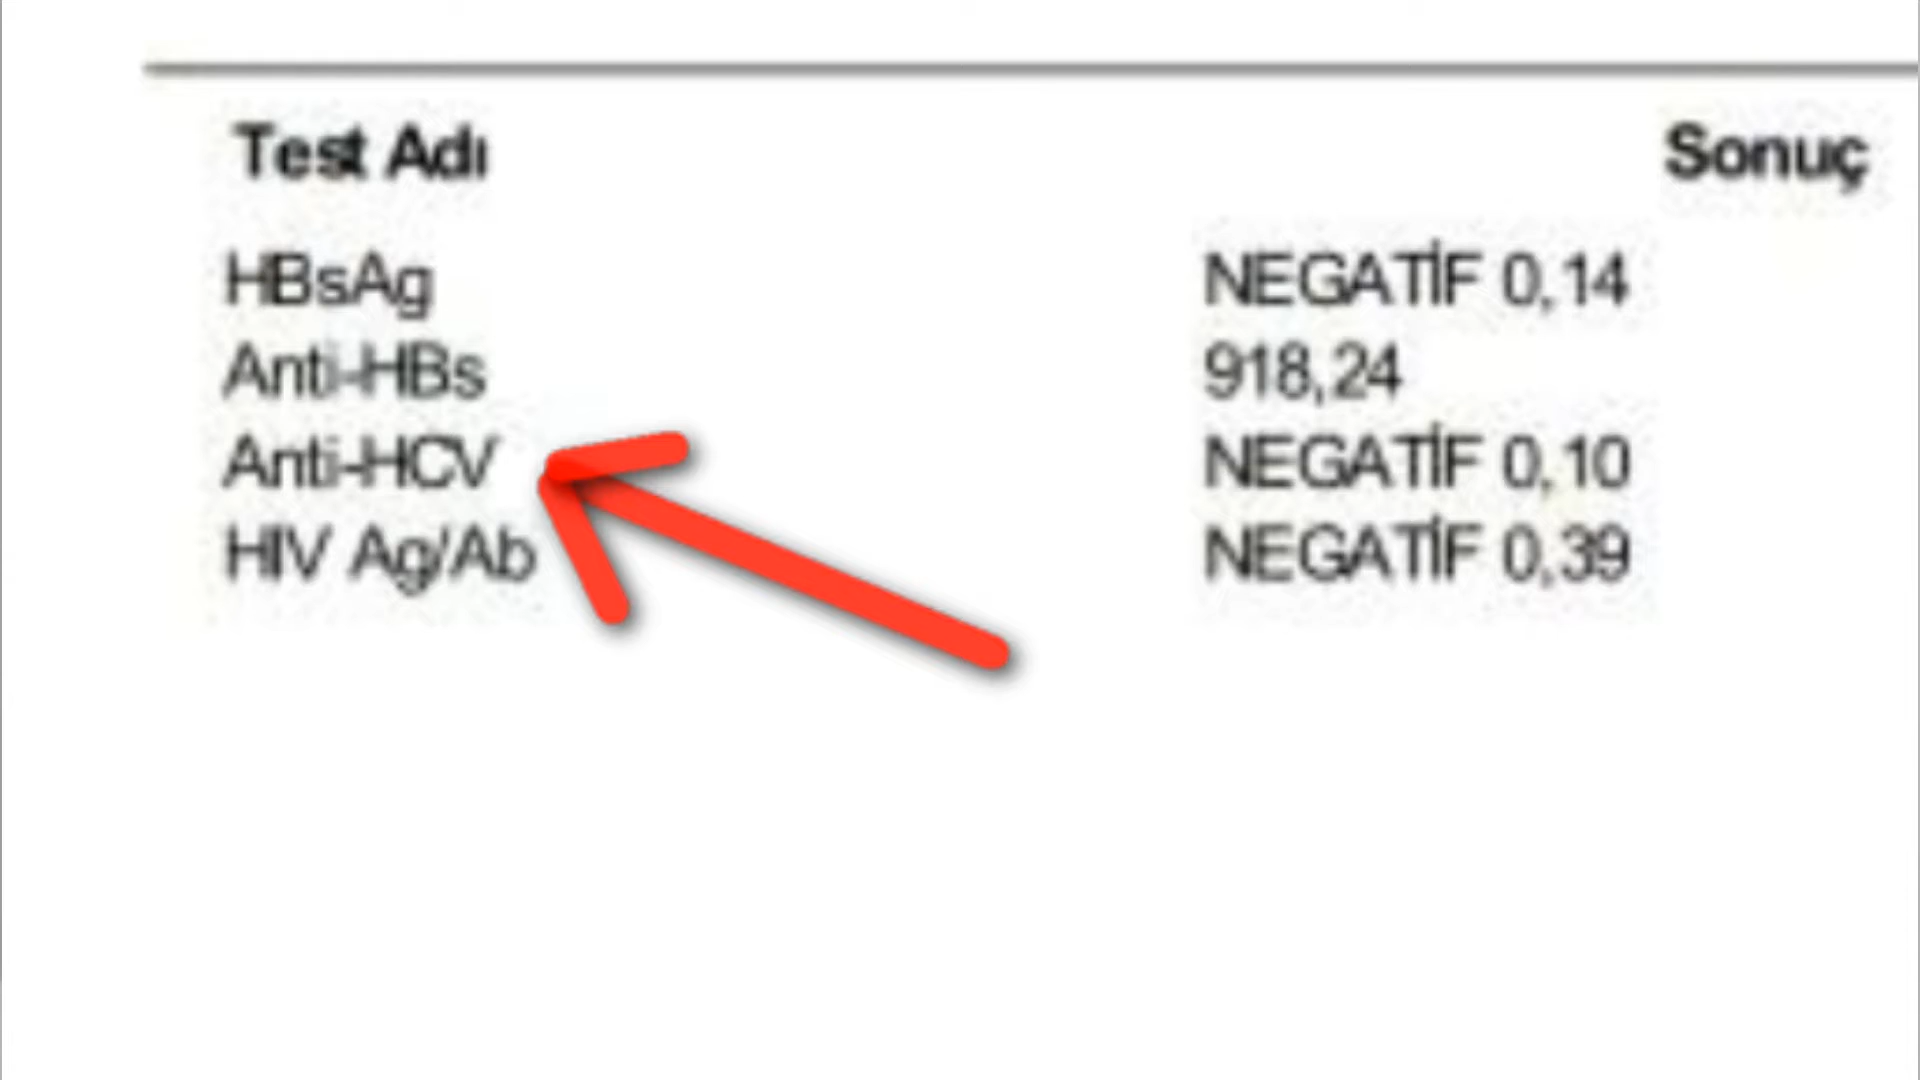 Test Adı Sonuç
HBsAg NEGATİF 0,14
Anti-HBs 918,24
Anti-HCV NEGATİF 0,10
HIV Ag/Ab NEGATİF 0,39